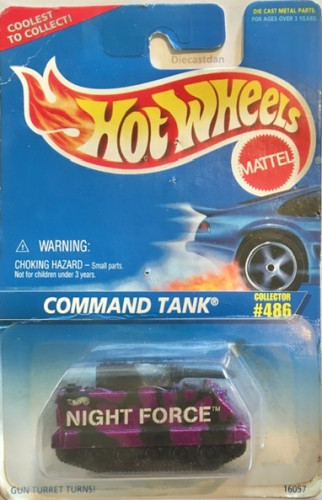 COOLEST
TO COLLECT!
DIE CAST METAL PARTS.
FOR AGES OVER 3 YEARS
Diecastdan
Hot Wheels
MATTEL
WARNING:
CHOKING HAZARD – Small parts.
Not for children under 3 years.
COMMAND TANK®
COLLECTOR
#486
NIGHT FORCE™
GUN TURRET TURNS!
16057